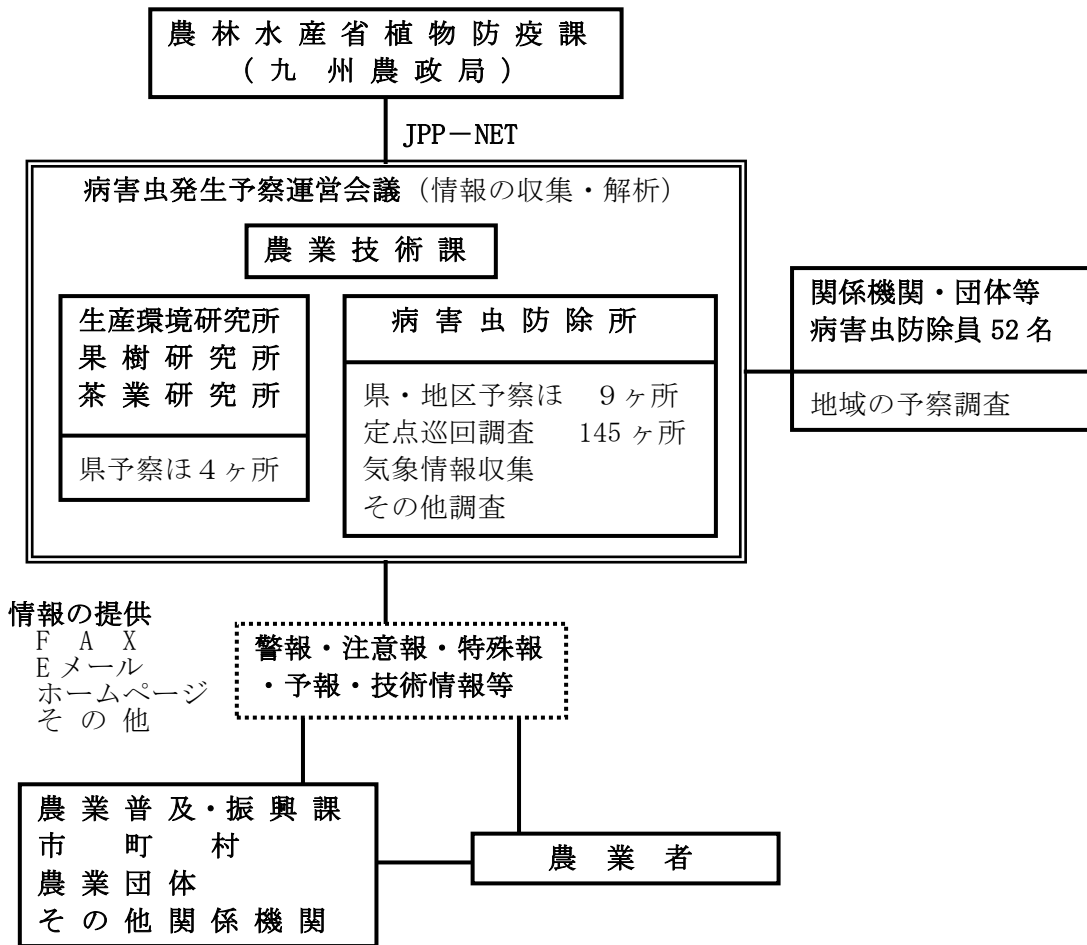 農林水産省植物防疫課
(九州農政局)
JPP－NET
病害虫発生予察運営会議（情報の収集・解析）
農業技術課
生産環境研究所
果樹研究所
茶業研究所
県予察ほ４ヶ所
病害虫防除所
県・地区予察ほ　９ヶ所
定点巡回調査　145ヶ所
気象情報収集
その他調査
関係機関・団体等
病害虫防除員52名
地域の予察調査
情報の提供
ＦＡＸ
Eメール
ホームページ
その他
警報・注意報・特殊報
・予報・技術情報等
農業普及・振興課
市町村
農業団体
その他関係機関
農業者